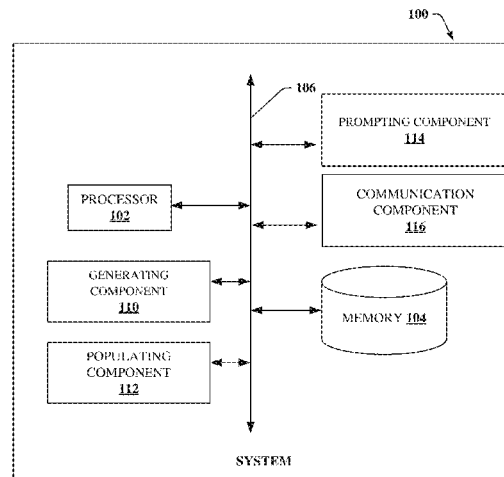 100
106
PROMPTING COMPONENT
114
PROCESSOR
102
COMMUNICATION
COMPONENT
116
GENERATING
COMPONENT
110
MEMORY 104
POPULATING
COMPONENT
112
SYSTEM